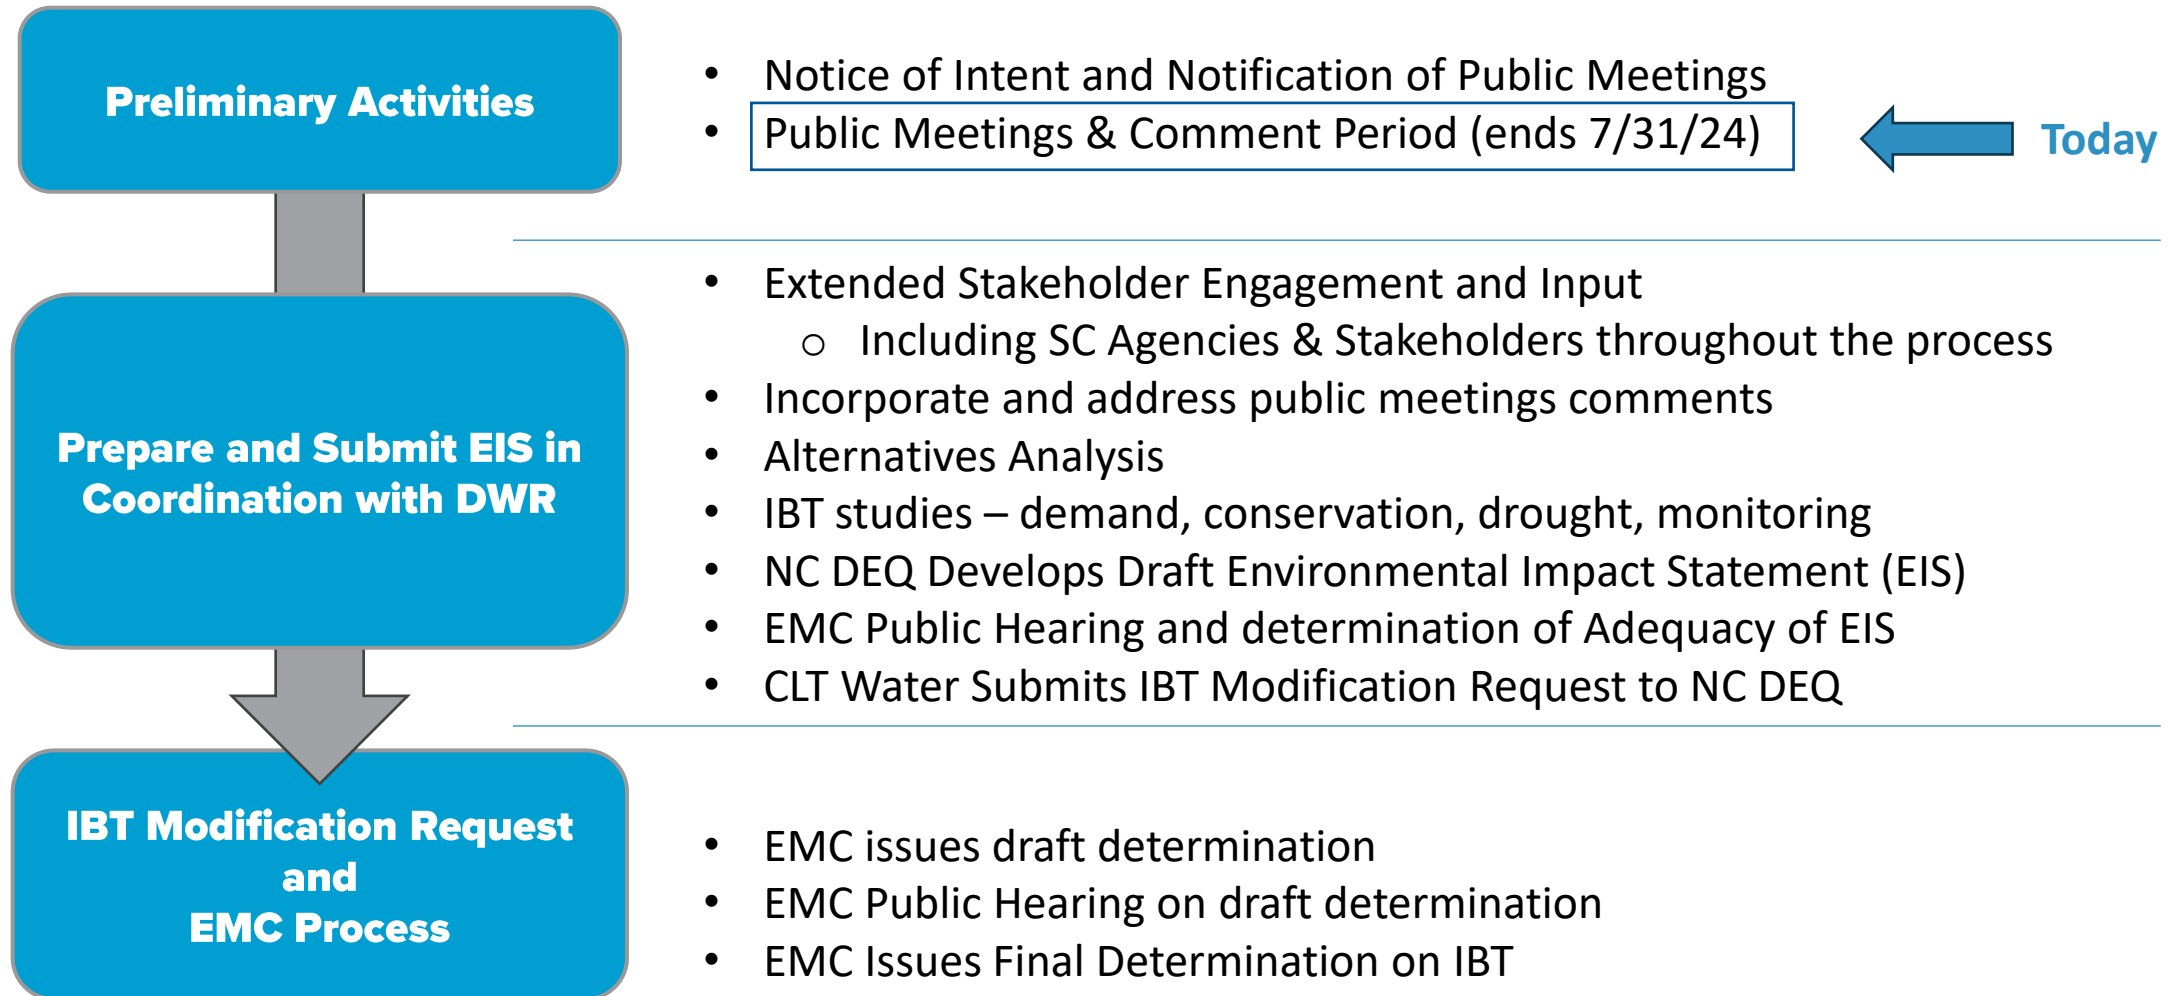 Preliminary Activities
• Notice of Intent and Notification of Public Meetings
• Public Meetings & Comment Period (ends 7/31/24)
Today
Prepare and Submit EIS in
Coordination with DWR
• Extended Stakeholder Engagement and Input
o Including SC Agencies & Stakeholders throughout the process
• Incorporate and address public meetings comments
• Alternatives Analysis
• IBT studies – demand, conservation, drought, monitoring
• NC DEQ Develops Draft Environmental Impact Statement (EIS)
• EMC Public Hearing and determination of Adequacy of EIS
• CLT Water Submits IBT Modification Request to NC DEQ
IBT Modification Request
and
EMC Process
• EMC issues draft determination
• EMC Public Hearing on draft determination
• EMC Issues Final Determination on IBT